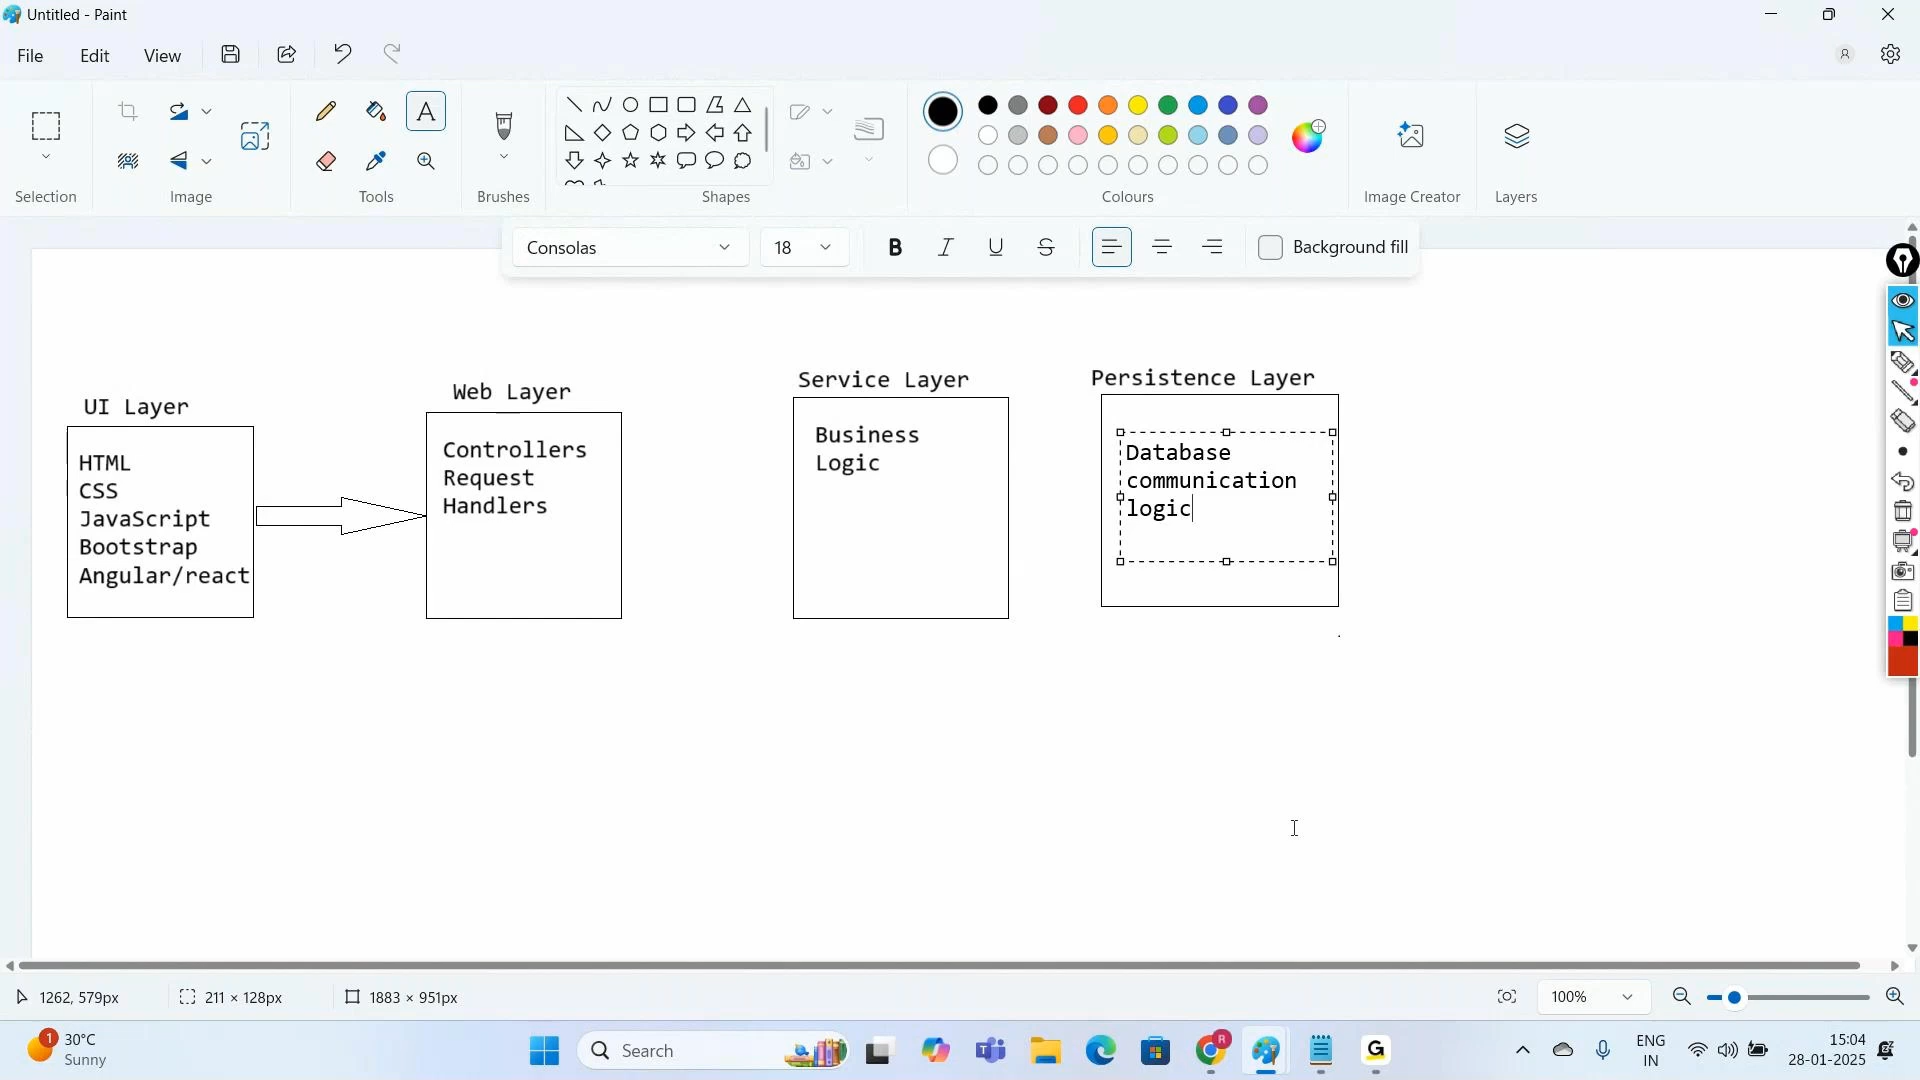 Untitled - Paint
File
Edit
View
Selection
Image
Tools
Brushes
Shapes
Colours
Image Creator
Layers
Consolas
18
B
I
U
S
Background fill
UI Layer
HTML
CSS
JavaScript
Bootstrap
Angular/react
Web Layer
Controllers
Request
Handlers
Service Layer
Business
Logic
Persistence Layer
Database
communication
logic
1262, 579px
211 × 128px
1883 × 951px
100%
1
30°C
Sunny
Search
R
G
ENG
IN
15:04
28-01-2025